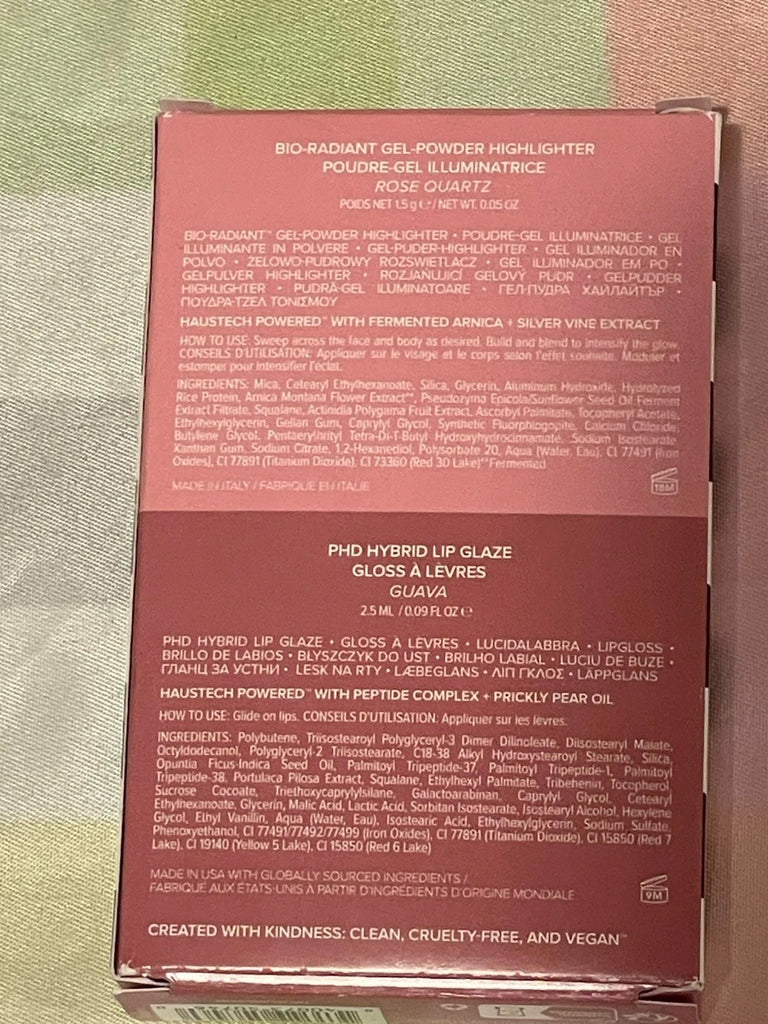 BIO-RADIANT GEL-POWDER HIGHLIGHTER
POUDRE-GEL ILLUMINATRICE
ROSE QUARTZ
POIDS NET 1.5 g ℮ / NET WT. 0.05 OZ
BIO-RADIANT™ GEL-POWDER HIGHLIGHTER • POUDRE-GEL ILLUMINATRICE • GEL
ILLUMINANTE IN POLVERE • GEL-PUDER-HIGHLIGHTER • GEL ILUMINADOR EN
POLVO • ŻELOWO-PUDROWY ROZŚWIETLACZ • GEL ILUMINADOR EM PÓ •
GELPULVER HIGHLIGHTER • ROZJASŇUJÍCÍ GELOVÝ PUDR • GELPUDDER
HIGHLIGHTER • PUDRĂ-GEL ILUMINATOARE • ГЕЛ-ПУДРА ХАЙЛАЙТЪР •
ΠΟΥΔΡΑ-ΤΖΕΛ ΤΟΝΙΣΜΟΥ
HAUSTECH POWERED™ WITH FERMENTED ARNICA + SILVER VINE EXTRACT
HOW TO USE: Sweep across the face and body as desired. Build and blend to intensify the glow.
CONSEILS D'UTILISATION: Appliquer sur le visage et le corps selon l'effet souhaité. Moduler et
estomper pour intensifier l'éclat.
INGREDIENTS: Mica, Cetearyl Ethylhexanoate, Silica, Glycerin, Aluminum Hydroxide, Hydrolyzed
Rice Protein, Arnica Montana Flower Extract**, Pseudozyma Epicola/Sunflower Seed Oil Ferment
Extract Filtrate, Squalane, Actinidia Polygama Fruit Extract, Ascorbyl Palmitate, Tocopheryl Acetate,
Ethylhexylglycerin, Gellan Gum, Caprylyl Glycol, Synthetic Fluorphlogopite, Calcium Chloride,
Butylene Glycol, Pentaerythrityl Tetra-Di-T-Butyl Hydroxyhydrocinnamate, Sodium Isostearate,
Xanthan Gum, Sodium Citrate, 1,2-Hexanediol, Polysorbate 20, Aqua (Water, Eau), CI 77491 (Iron
Oxides), CI 77891 (Titanium Dioxide), CI 73360 (Red 30 Lake)**Fermented
MADE IN ITALY / FABRIQUÉ EN ITALIE
18M
PHD HYBRID LIP GLAZE
GLOSS À LÈVRES
GUAVA
2.5 ML / 0.09 FL OZ ℮
PHD HYBRID LIP GLAZE • GLOSS À LÈVRES • LUCIDALABBRA • LIPGLOSS •
BRILLO DE LABIOS • BŁYSZCZYK DO UST • BRILHO LABIAL • LUCIU DE BUZE •
ГЛАНЦ ЗА УСТНИ • LESK NA RTY • LÆBEGLANS • ΛΙΠ ΓΚΛΟΣ • LÄPPGLANS
HAUSTECH POWERED™ WITH PEPTIDE COMPLEX + PRICKLY PEAR OIL
HOW TO USE: Glide on lips. CONSEILS D'UTILISATION: Appliquer sur les lèvres.
INGREDIENTS: Polybutene, Triisostearoyl Polyglyceryl-3 Dimer Dilinoleate, Diisostearyl Malate,
Octyldodecanol, Polyglyceryl-2 Triisostearate, C18-38 Alkyl Hydroxystearoyl Stearate, Silica,
Opuntia Ficus-Indica Seed Oil, Palmitoyl Tripeptide-37, Palmitoyl Tripeptide-1, Palmitoyl
Tripeptide-38, Portulaca Pilosa Extract, Squalane, Ethylhexyl Palmitate, Tribehenin, Tocopherol,
Sucrose Cocoate, Triethoxycaprylylsilane, Galactoarabinan, Caprylyl Glycol, Cetearyl
Ethylhexanoate, Glycerin, Malic Acid, Lactic Acid, Sorbitan Isostearate, Isostearyl Alcohol, Hexylene
Glycol, Ethyl Vanillin, Aqua (Water, Eau), Isostearic Acid, Ethylhexylglycerin, Sodium Sulfate,
Phenoxyethanol, CI 77491/77492/77499 (Iron Oxides), CI 77891 (Titanium Dioxide), CI 15850 (Red 7
Lake), CI 19140 (Yellow 5 Lake), CI 15850 (Red 6 Lake)
MADE IN USA WITH GLOBALLY SOURCED INGREDIENTS /
FABRIQUÉ AUX ÉTATS-UNIS À PARTIR D'INGRÉDIENTS D'ORIGINE MONDIALE
9M
CREATED WITH KINDNESS: CLEAN, CRUELTY-FREE, AND VEGAN™